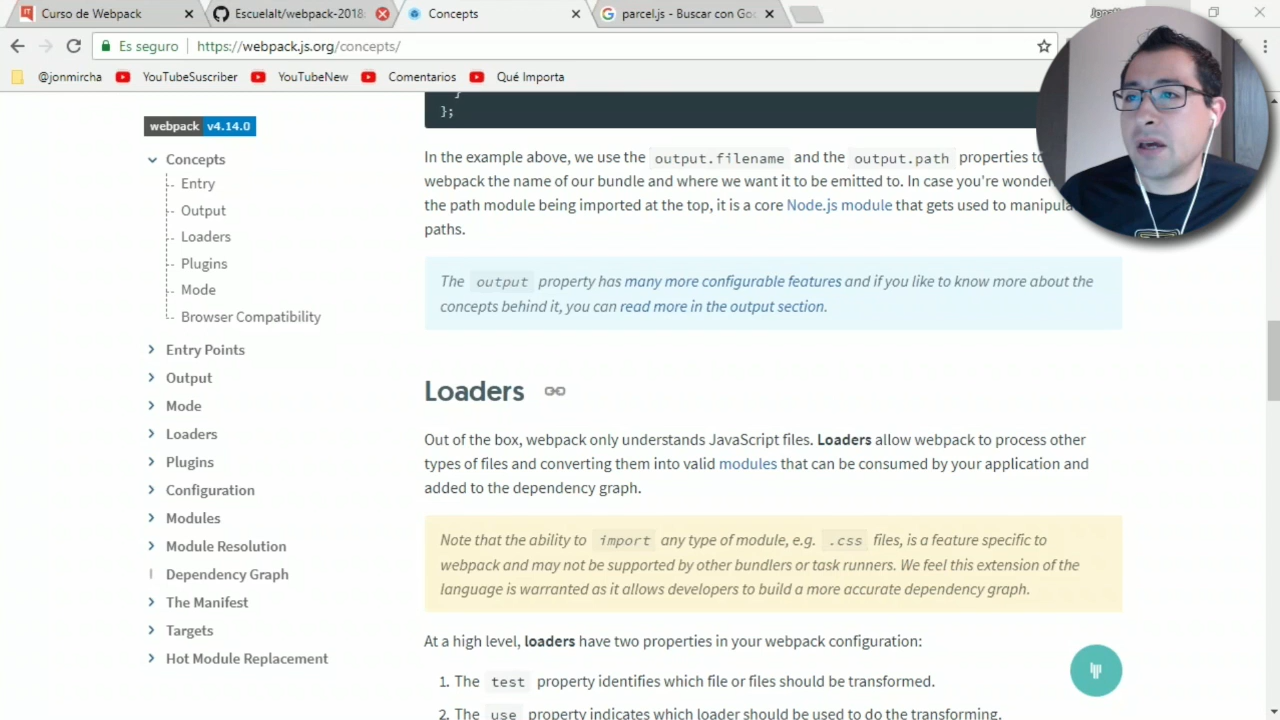 Curso de Webpack
EscuelaIt/webpack-2018:
Concepts
parcel.js - Buscar con Goo
Es seguro
https://webpack.js.org/concepts/
@jonmircha
YouTubeSuscriber
YouTubeNew
Comentarios
Qué Importa
webpack v4.14.0
Concepts
Entry
Output
Loaders
Plugins
Mode
Browser Compatibility
Entry Points
Output
Mode
Loaders
Plugins
Configuration
Modules
Module Resolution
Dependency Graph
The Manifest
Targets
Hot Module Replacement
}
};
In the example above, we use the output.filename and the output.path properties to
webpack the name of our bundle and where we want it to be emitted to. In case you're wonder
the path module being imported at the top, it is a core Node.js module that gets used to manipula
paths.
The output property has many more configurable features and if you like to know more about the
concepts behind it, you can read more in the output section.
Loaders
Out of the box, webpack only understands JavaScript files. Loaders allow webpack to process other
types of files and converting them into valid modules that can be consumed by your application and
added to the dependency graph.
Note that the ability to import any type of module, e.g. .css files, is a feature specific to
webpack and may not be supported by other bundlers or task runners. We feel this extension of the
language is warranted as it allows developers to build a more accurate dependency graph.
At a high level, loaders have two properties in your webpack configuration:
1. The test property identifies which file or files should be transformed.
2. The use property indicates which loader should be used to do the transforming.